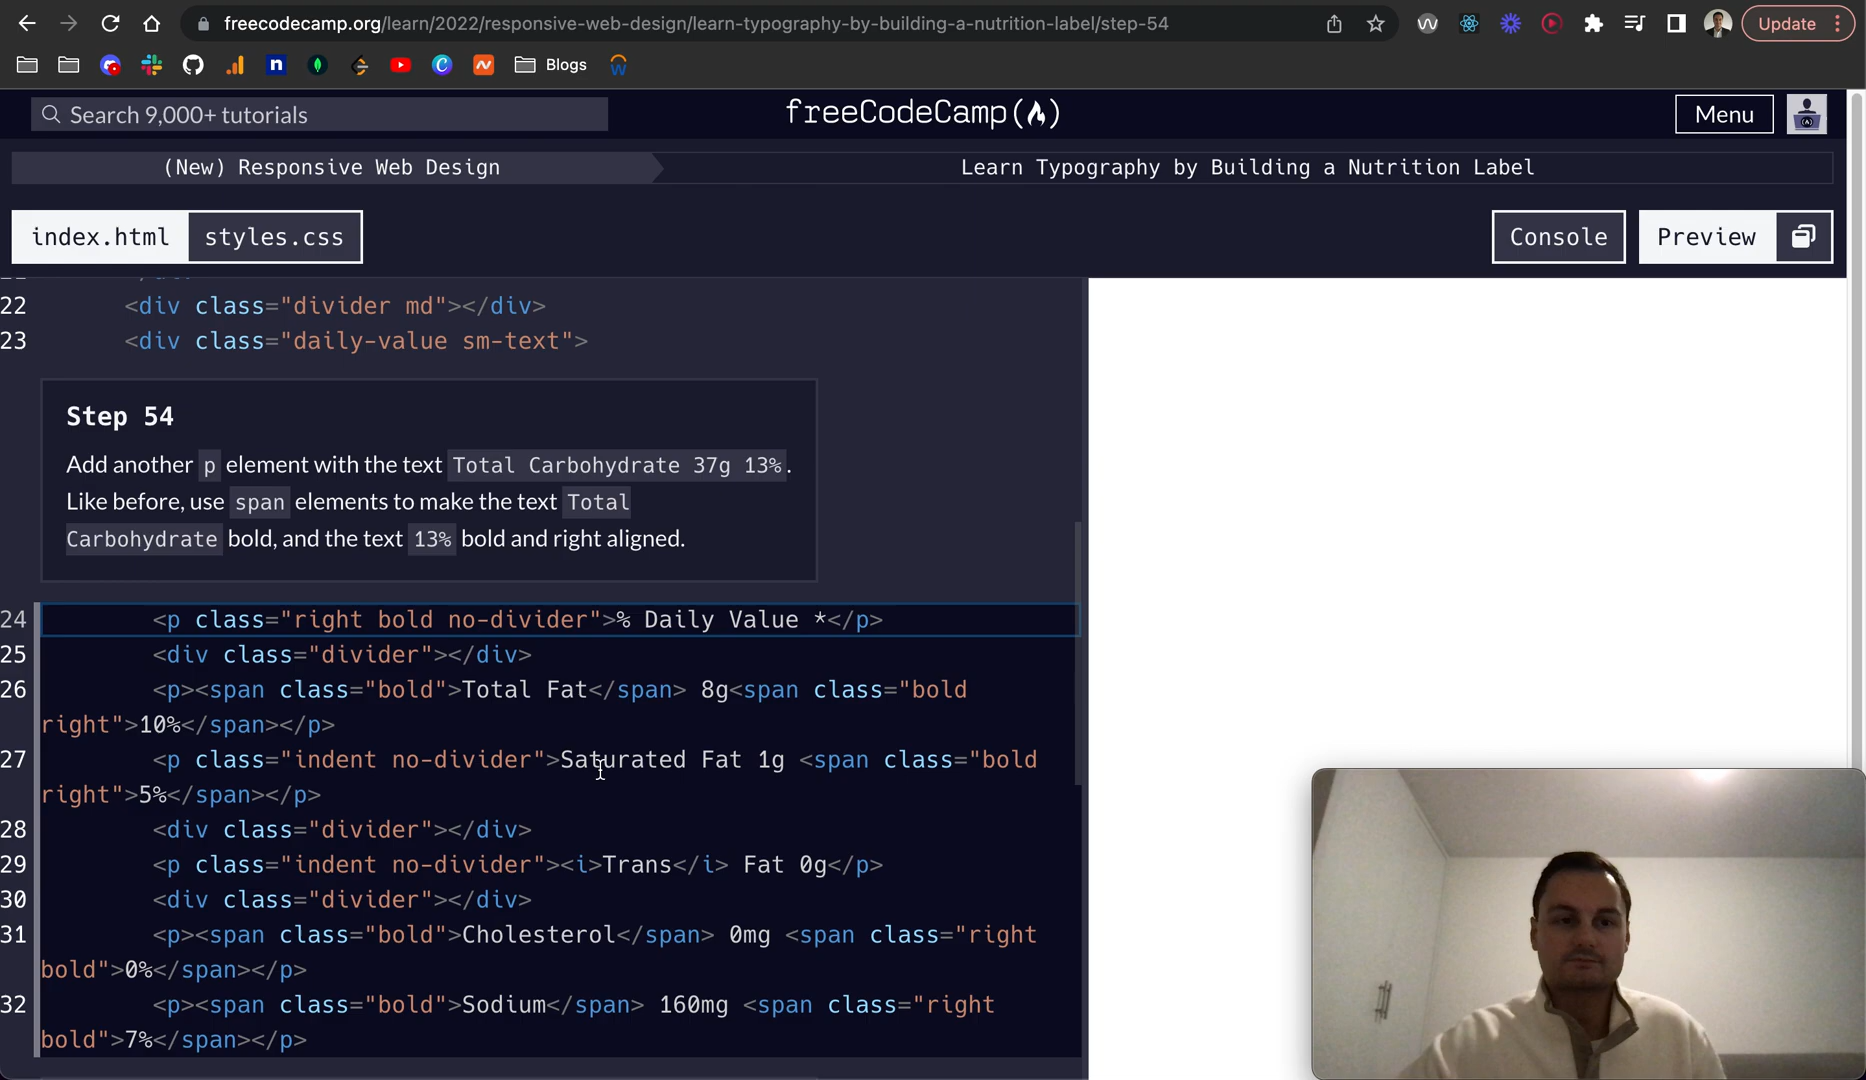 freecodecamp.org/learn/2022/responsive-web-design/learn-typography-by-building-a-nutrition-label/step-54
Update
Blogs
Search 9,000+ tutorials
freeCodeCamp
Menu
(New) Responsive Web Design
Learn Typography by Building a Nutrition Label
index.html
styles.css
Console
Preview
22 <div class="divider md"></div>
23 <div class="daily-value sm-text">
Step 54
Add another p element with the text Total Carbohydrate 37g 13%.
Like before, use span elements to make the text Total
Carbohydrate bold, and the text 13% bold and right aligned.
24 <p class="right bold no-divider">% Daily Value *</p>
25 <div class="divider"></div>
26 <p><span class="bold">Total Fat</span> 8g<span class="bold
right">10%</span></p>
27 <p class="indent no-divider">Saturated Fat 1g <span class="bold
right">5%</span></p>
28 <div class="divider"></div>
29 <p class="indent no-divider"><i>Trans</i> Fat 0g</p>
30 <div class="divider"></div>
31 <p><span class="bold">Cholesterol</span> 0mg <span class="right
bold">0%</span></p>
32 <p><span class="bold">Sodium</span> 160mg <span class="right
bold">7%</span></p>